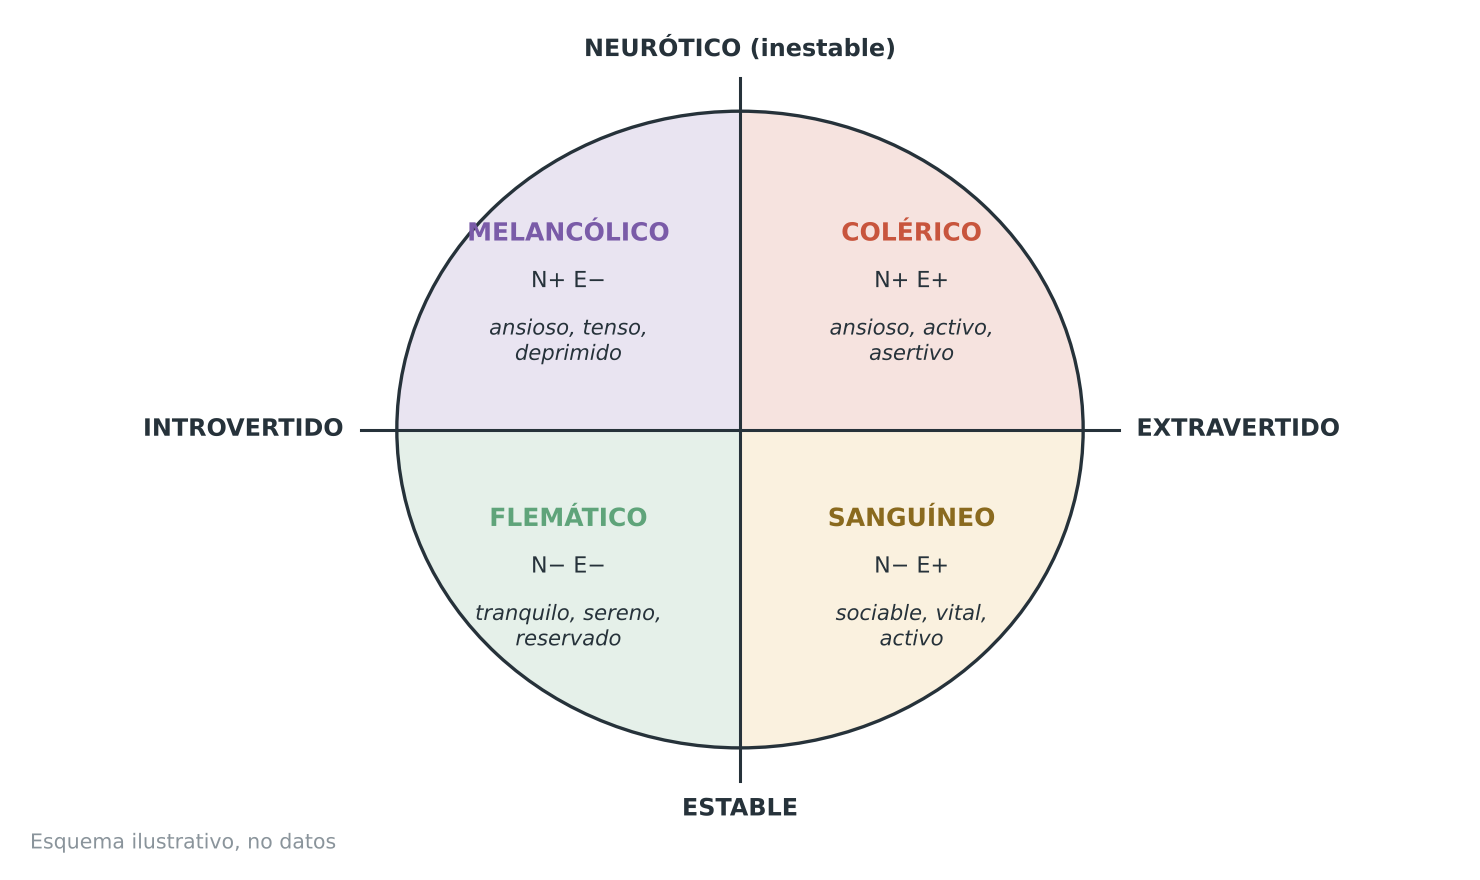 NEURÓTICO (inestable)
MELANCÓLICO
N+ E−
ansioso, tenso,
deprimido
COLÉRICO
N+ E+
ansioso, activo,
asertivo
INTROVERTIDO
EXTRAVERTIDO
FLEMÁTICO
N− E−
tranquilo, sereno,
reservado
SANGUÍNEO
N− E+
sociable, vital,
activo
ESTABLE
Esquema ilustrativo, no datos